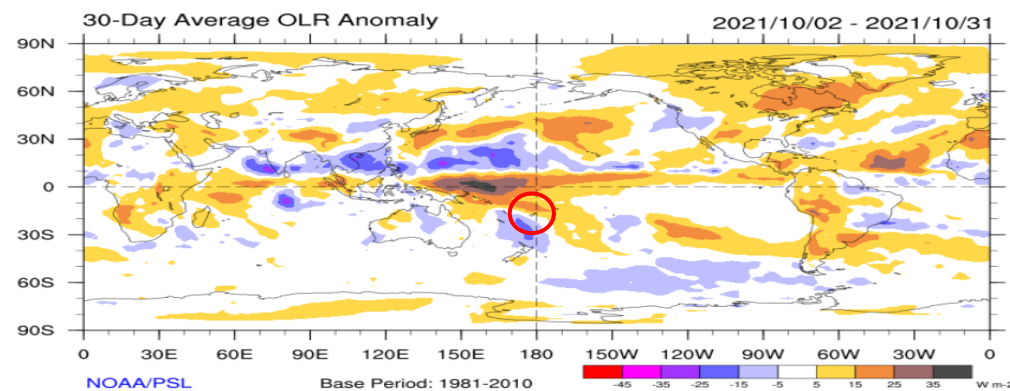 30-Day Average OLR Anomaly 2021/10/02 - 2021/10/31
90N
60N
30N
0
30S
60S
90S
0 30E 60E 90E 120E 150E 180 150W 120W 90W 60W 30W 0
-45 -35 -25 -15 -5 5 15 25 35 W m-2
NOAA/PSL Base Period: 1981-2010